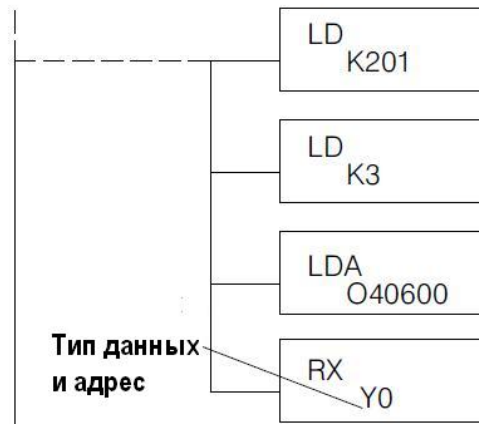 LD
K201
LD
K3
LDA
O40600
Тип данных
и адрес
RX
Y0